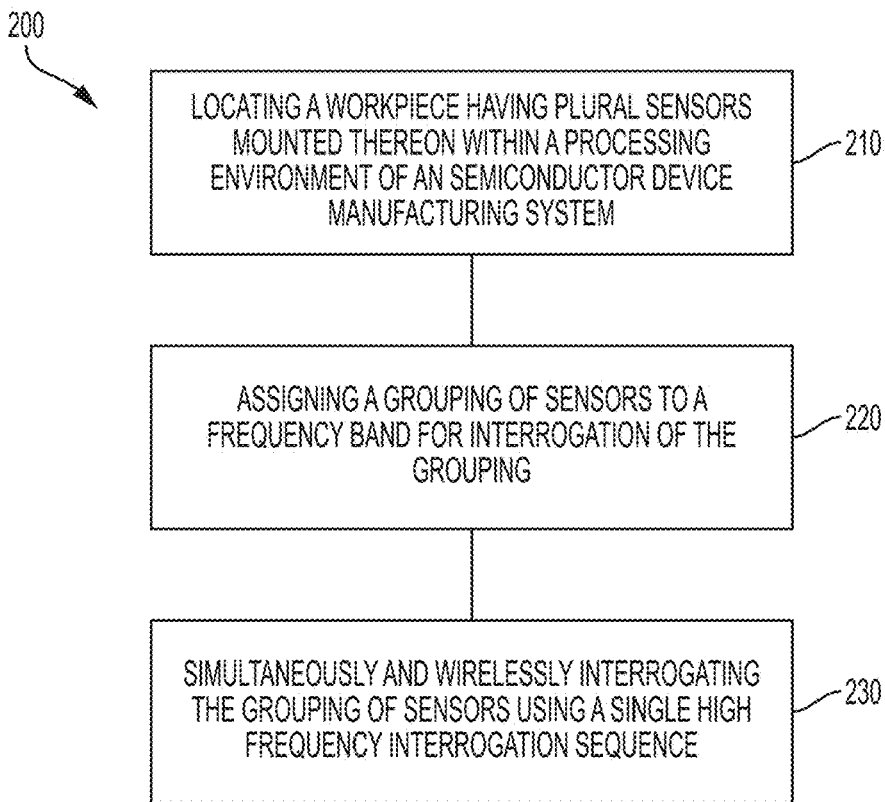 200
LOCATING A WORKPIECE HAVING PLURAL SENSORS
MOUNTED THEREON WITHIN A PROCESSING
ENVIRONMENT OF AN SEMICONDUCTOR DEVICE
MANUFACTURING SYSTEM
210
ASSIGNING A GROUPING OF SENSORS TO A
FREQUENCY BAND FOR INTERROGATION OF THE
GROUPING
220
SIMULTANEOUSLY AND WIRELESSLY INTERROGATING
THE GROUPING OF SENSORS USING A SINGLE HIGH
FREQUENCY INTERROGATION SEQUENCE
230